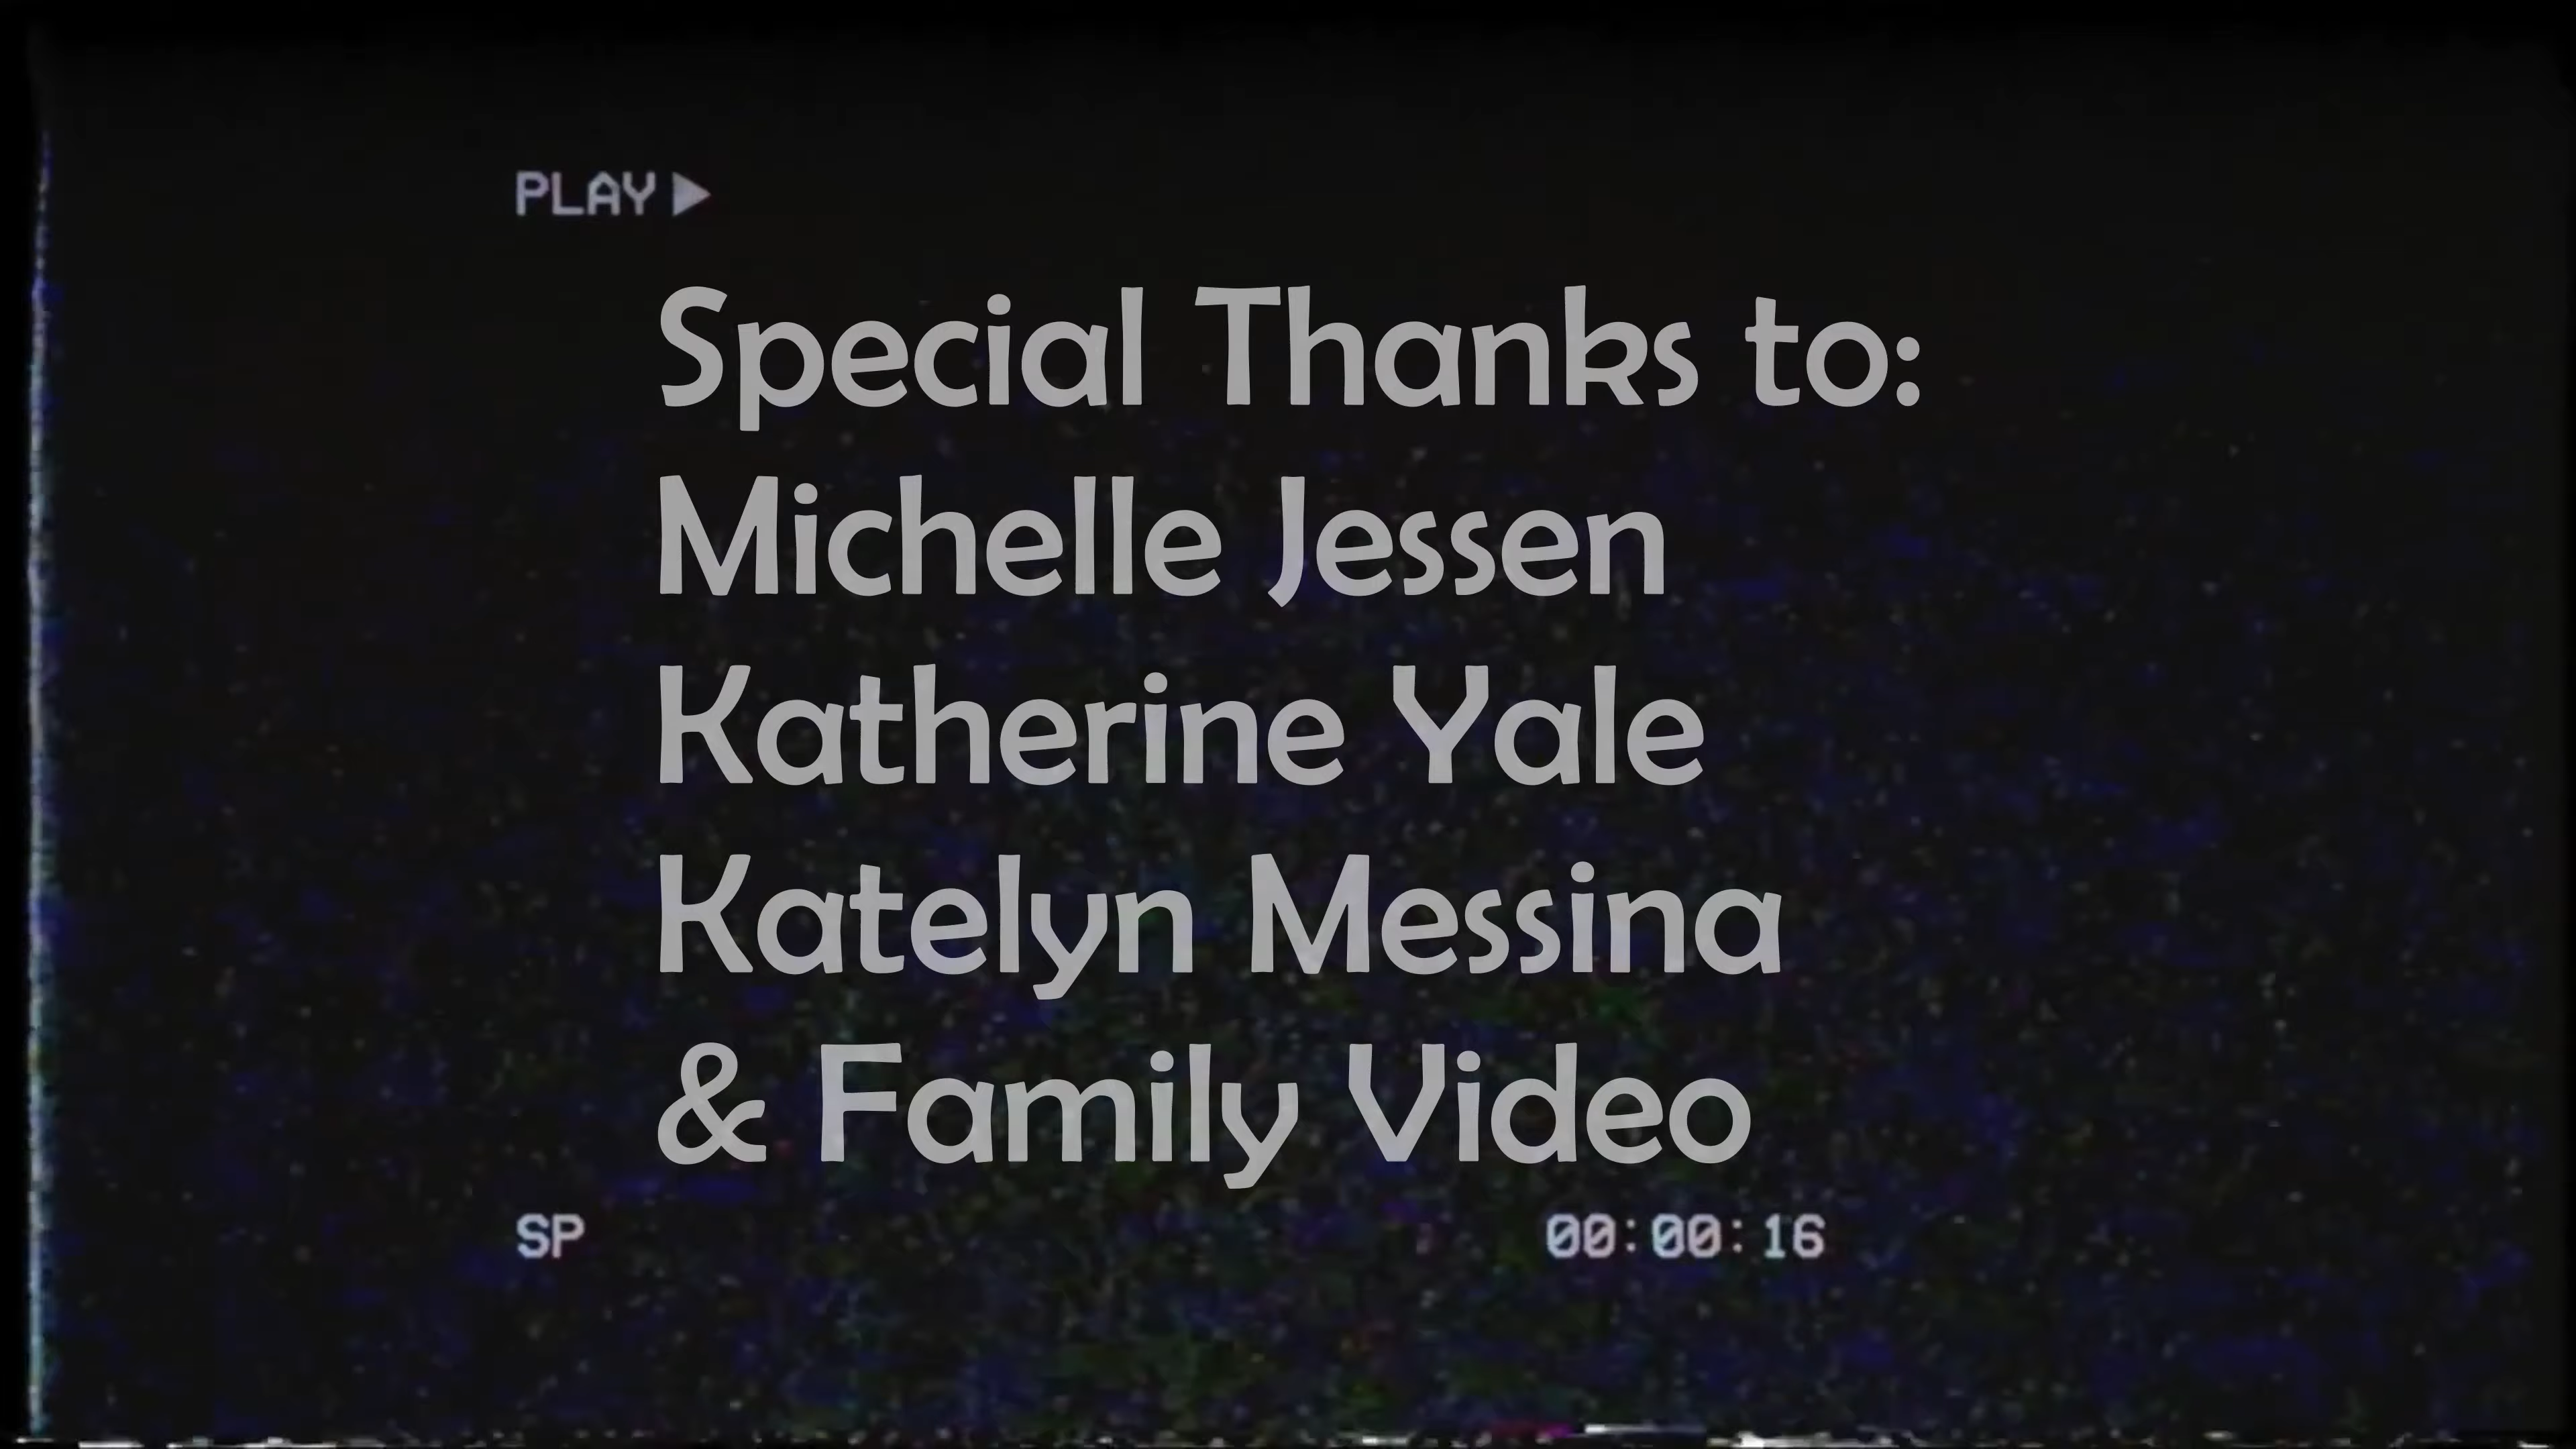 PLAY ▶
Special Thanks to:
Michelle Jessen
Katherine Yale
Katelyn Messina
& Family Video
SP
00:00:16